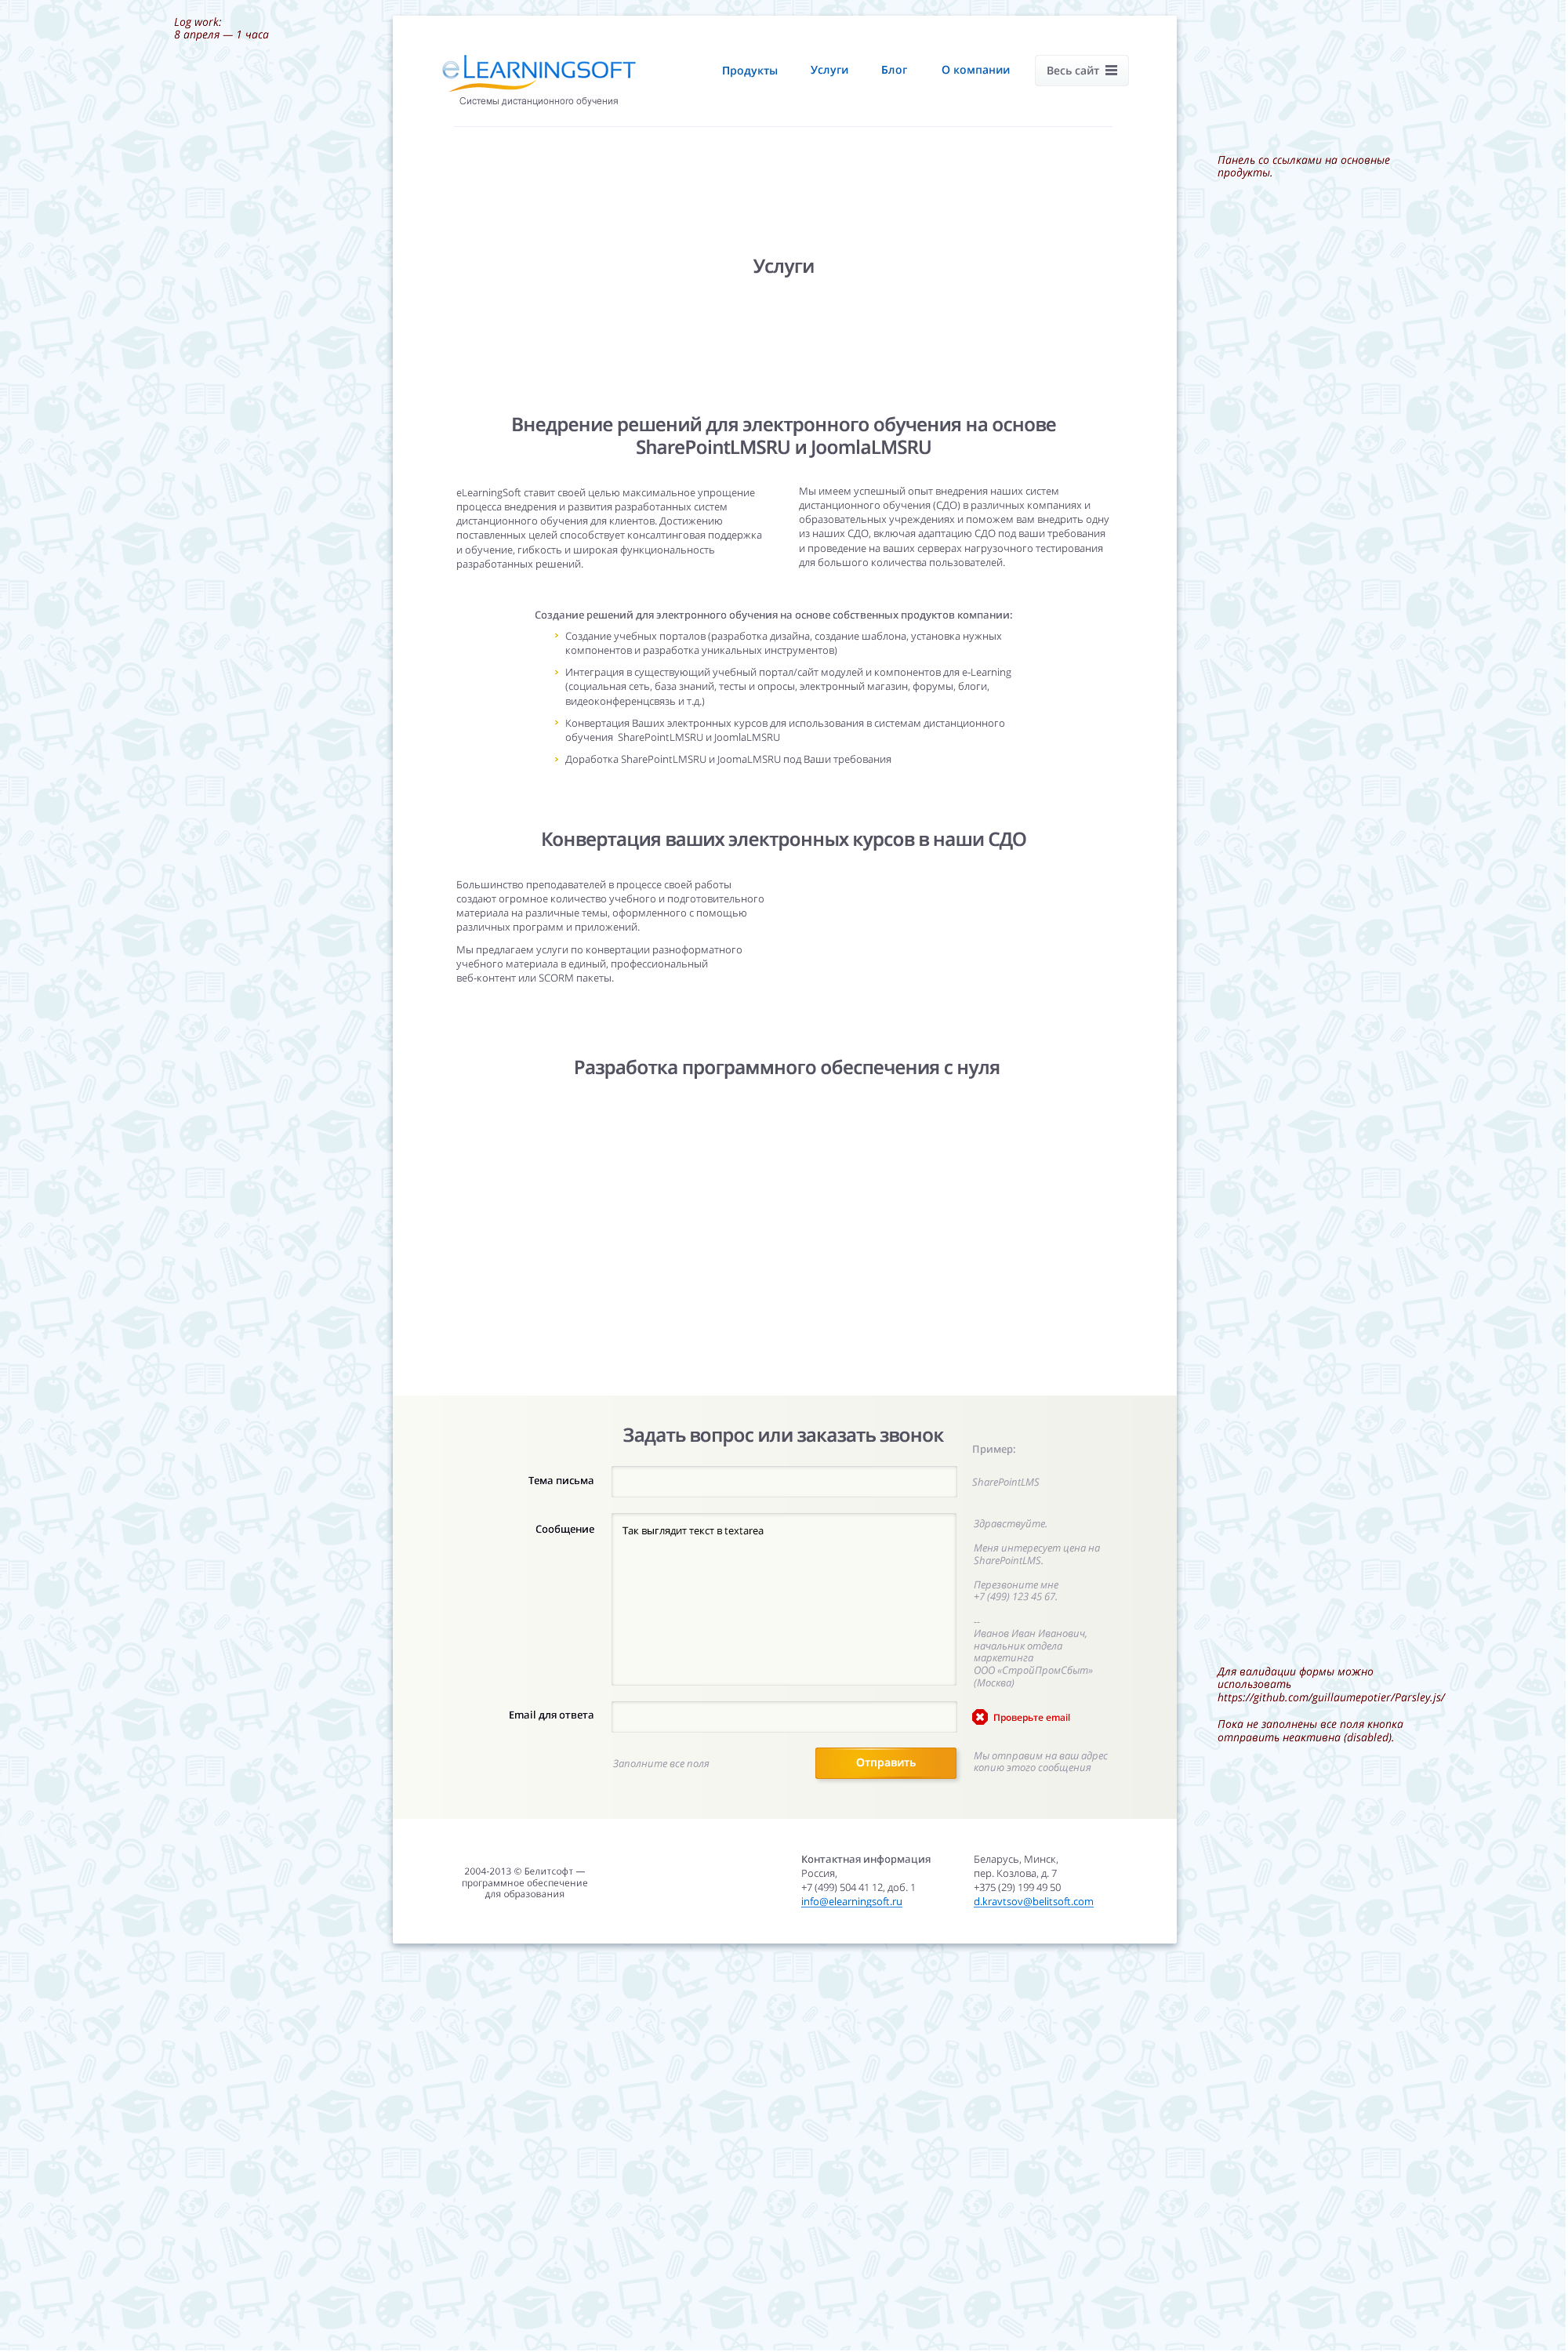 Log work:
8 апреля — 1 часа
eLEARNINGSOFT
Системы дистанционного обучения
Продукты
Услуги
Блог
О компании
Весь сайт
Панель со ссылками на основные
продукты.
Услуги
Внедрение решений для электронного обучения на основе
SharePointLMSRU и JoomlaLMSRU
eLearningSoft ставит своей целью максимальное упрощение
процесса внедрения и развития разработанных систем
дистанционного обучения для клиентов. Достижению
поставленных целей способствует консалтинговая поддержка
и обучение, гибкость и широкая функциональность
разработанных решений.
Мы имеем успешный опыт внедрения наших систем
дистанционного обучения (СДО) в различных компаниях и
образовательных учреждениях и поможем вам внедрить одну
из наших СДО, включая адаптацию СДО под ваши требования
и проведение на ваших серверах нагрузочного тестирования
для большого количества пользователей.
Создание решений для электронного обучения на основе собственных продуктов компании:
Создание учебных порталов (разработка дизайна, создание шаблона, установка нужных
компонентов и разработка уникальных инструментов)
Интеграция в существующий учебный портал/сайт модулей и компонентов для e-Learning
(социальная сеть, база знаний, тесты и опросы, электронный магазин, форумы, блоги,
видеоконференцсвязь и т.д.)
Конвертация Ваших электронных курсов для использования в системам дистанционного
обучения  SharePointLMSRU и JoomlaLMSRU
Доработка SharePointLMSRU и JoomaLMSRU под Ваши требования
Конвертация ваших электронных курсов в наши СДО
Большинство преподавателей в процессе своей работы
создают огромное количество учебного и подготовительного
материала на различные темы, оформленного с помощью
различных программ и приложений.
Мы предлагаем услуги по конвертации разноформатного
учебного материала в единый, профессиональный
веб-контент или SCORM пакеты.
Разработка программного обеспечения с нуля
Задать вопрос или заказать звонок
Пример:
Тема письма
SharePointLMS
Сообщение
Так выглядит текст в textarea
Здравствуйте.
Меня интересует цена на
SharePointLMS.
Перезвоните мне
+7 (499) 123 45 67.
--
Иванов Иван Иванович,
начальник отдела
маркетинга
ООО «СтройПромСбыт»
(Москва)
Email для ответа
Проверьте email
Заполните все поля
Отправить
Мы отправим на ваш адрес
копию этого сообщения
Для валидации формы можно
использовать
https://github.com/guillaumepotier/Parsley.js/
Пока не заполнены все поля кнопка
отправить неактивна (disabled).
2004-2013 © Белитсофт —
программное обеспечение
для образования
Контактная информация
Россия,
+7 (499) 504 41 12, доб. 1
info@elearningsoft.ru
Беларусь, Минск,
пер. Козлова, д. 7
+375 (29) 199 49 50
d.kravtsov@belitsoft.com